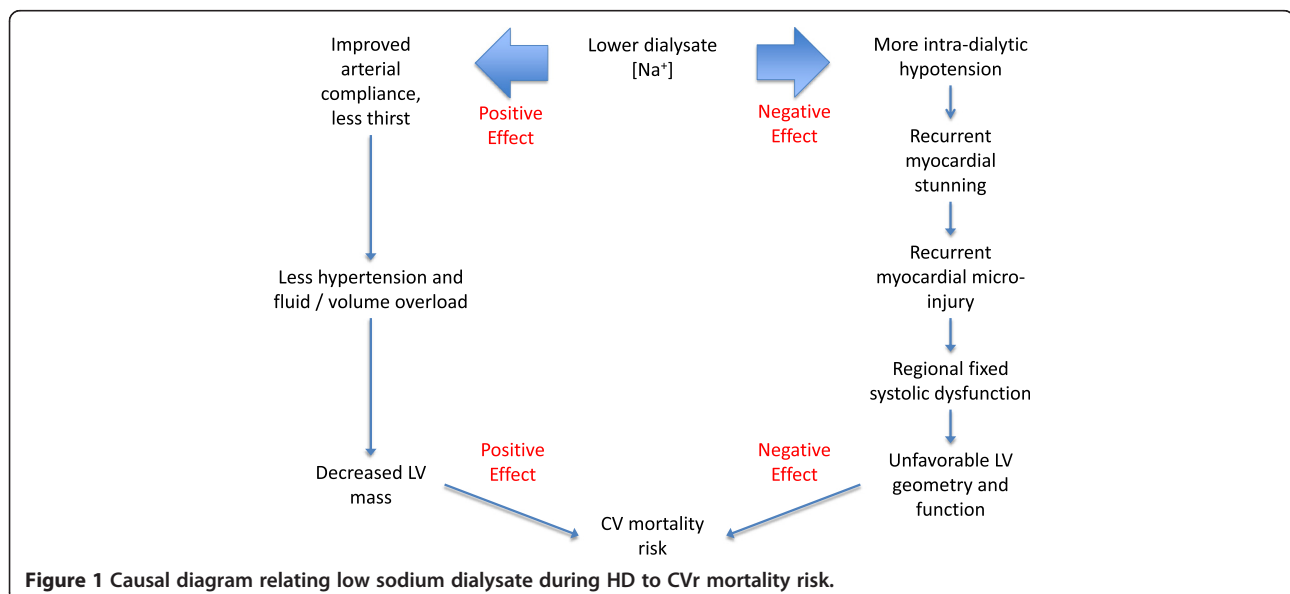 Improved
arterial
compliance,
less thirst
Lower dialysate
[Na⁺]
More intra-dialytic
hypotension
Positive
Effect
Negative
Effect
Recurrent
myocardial
stunning
Less hypertension and
fluid / volume overload
Recurrent
myocardial micro-
injury
Regional fixed
systolic dysfunction
Decreased LV
mass
Positive
Effect
Negative
Effect
Unfavorable LV
geometry and
function
CV mortality
risk
Figure 1 Causal diagram relating low sodium dialysate during HD to CVr mortality risk.